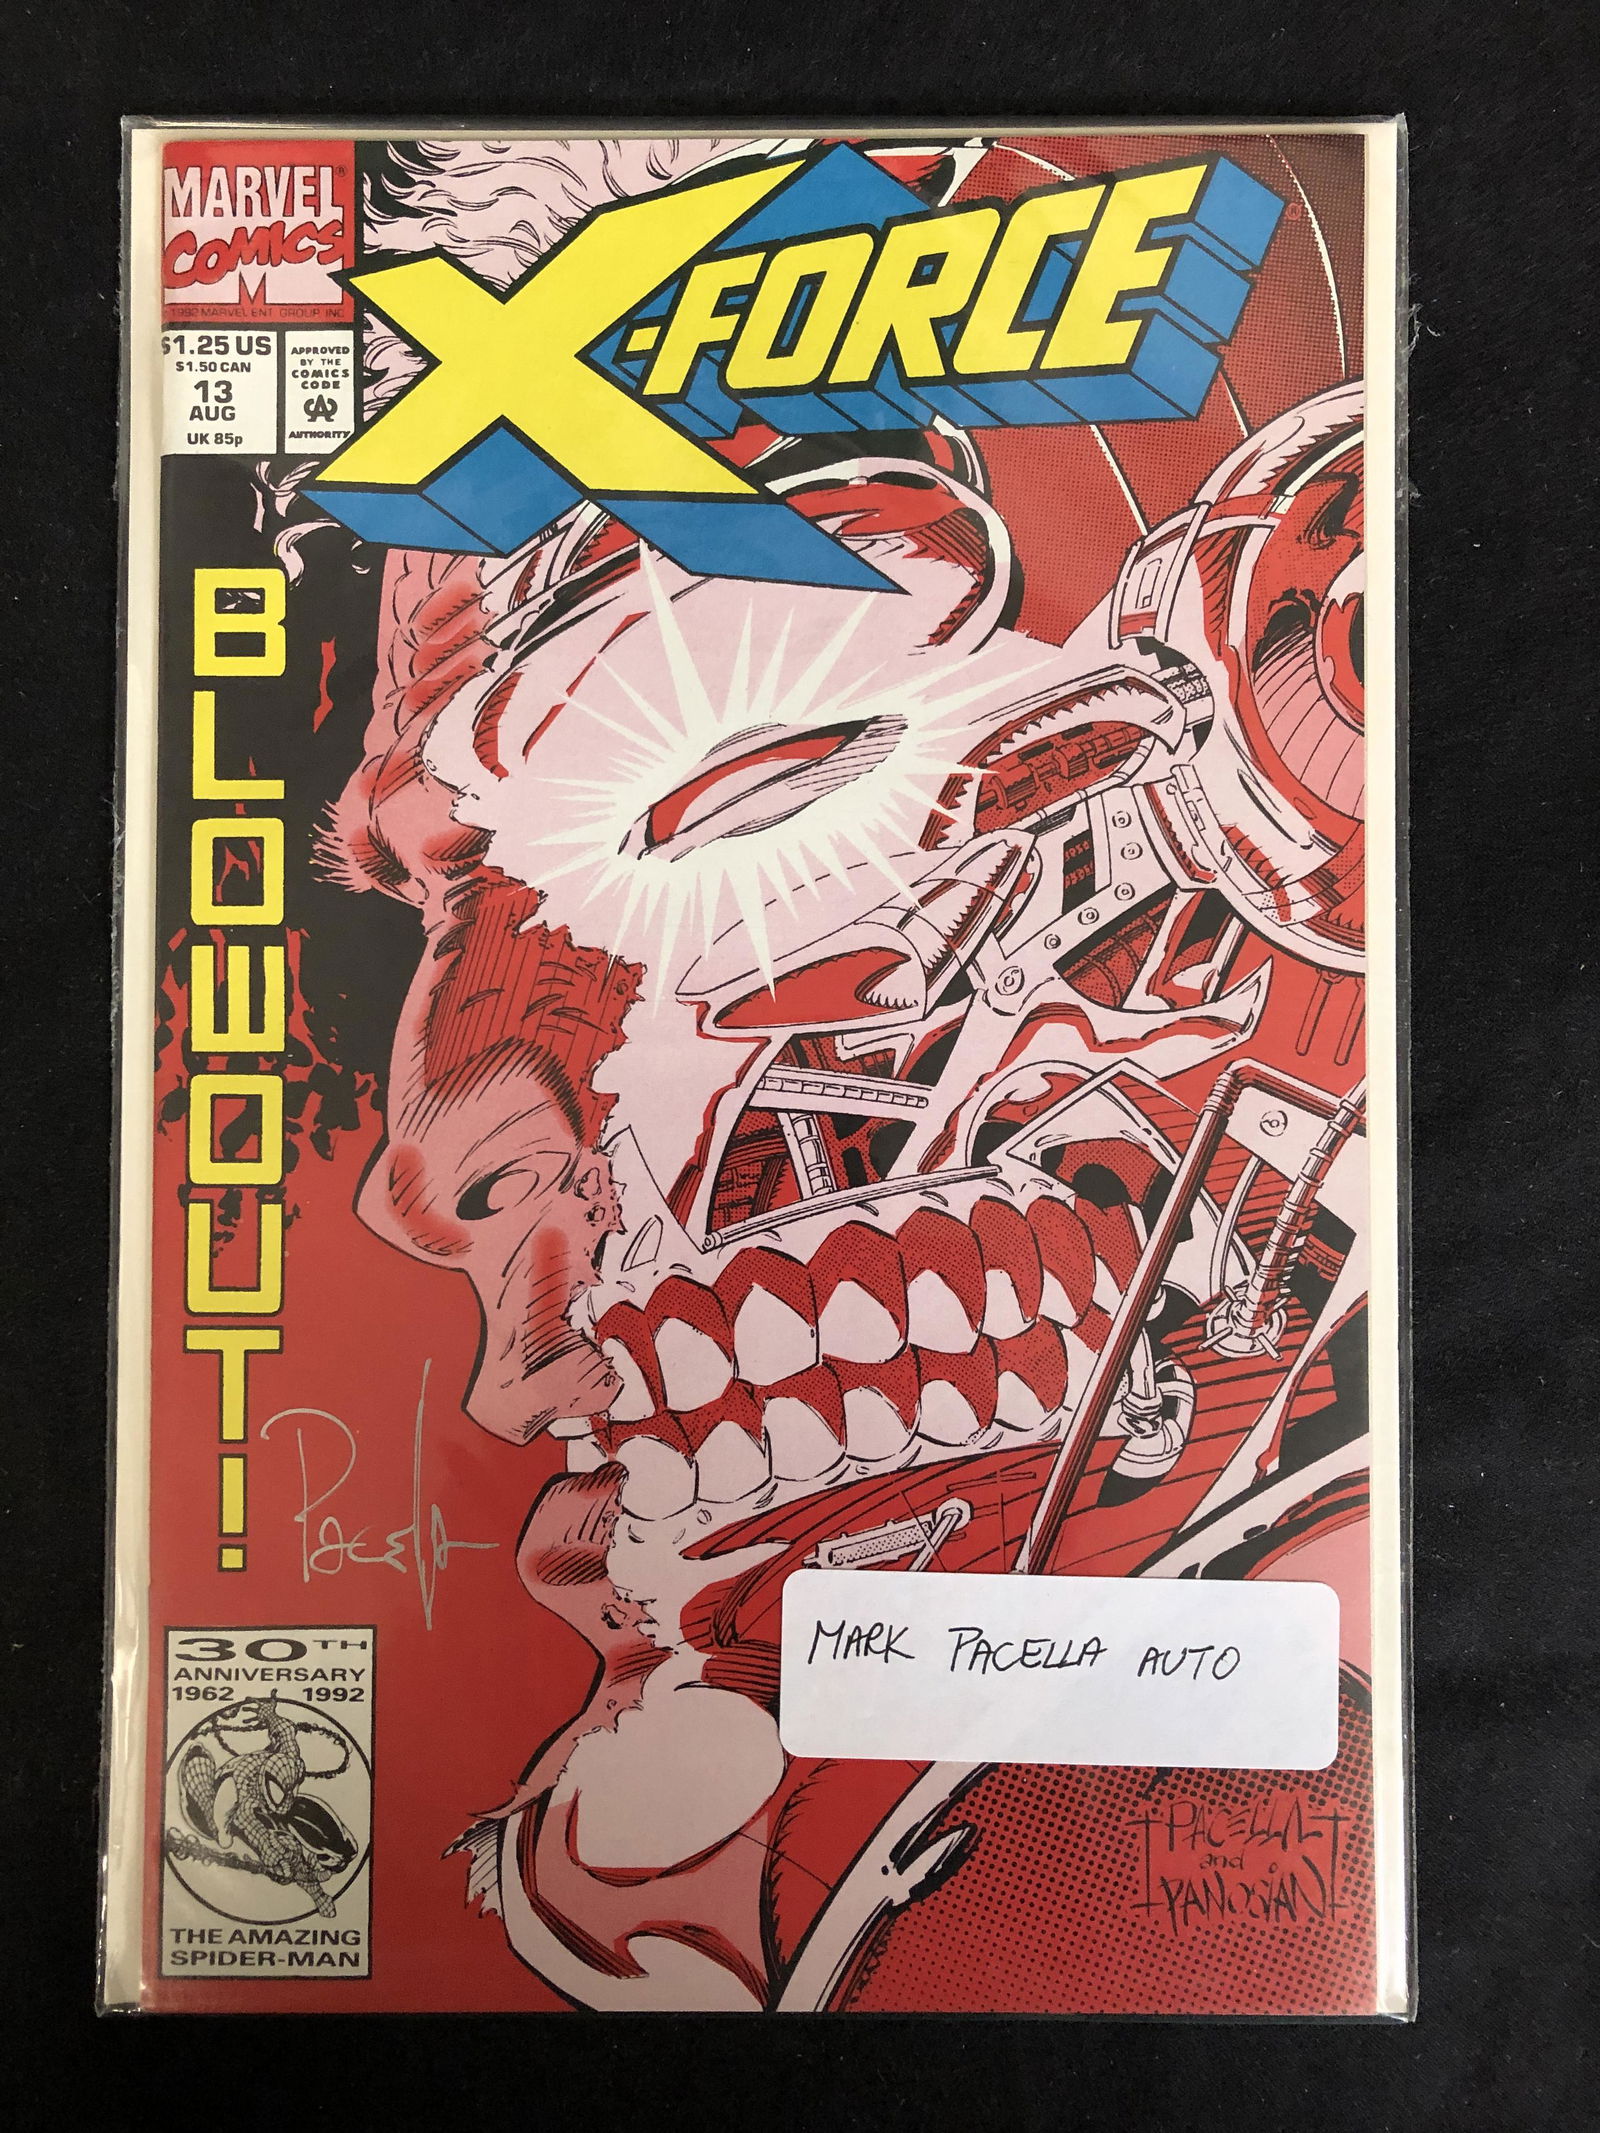 MARVEL®
COMICS
M
1992 MARVEL ENT. GROUP, INC
$1.25 US
$1.50 CAN
13
AUG
UK 85p
APPROVED
BY THE
COMICS
CODE
CA
AUTHORITY
X-FORCE®
BLOWOUT!
Pacella
30TH
ANNIVERSARY
1962 1992
THE AMAZING
SPIDER-MAN
MARK PACELLA AUTO
PACELLA
and
PANOSIAN